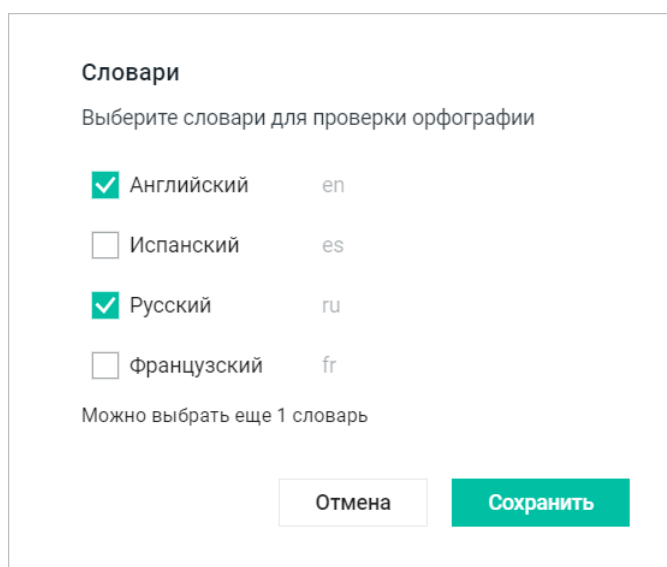 Словари
Выберите словари для проверки орфографии
Английский en
Испанский es
Русский ru
Французский fr
Можно выбрать еще 1 словарь
Отмена Сохранить